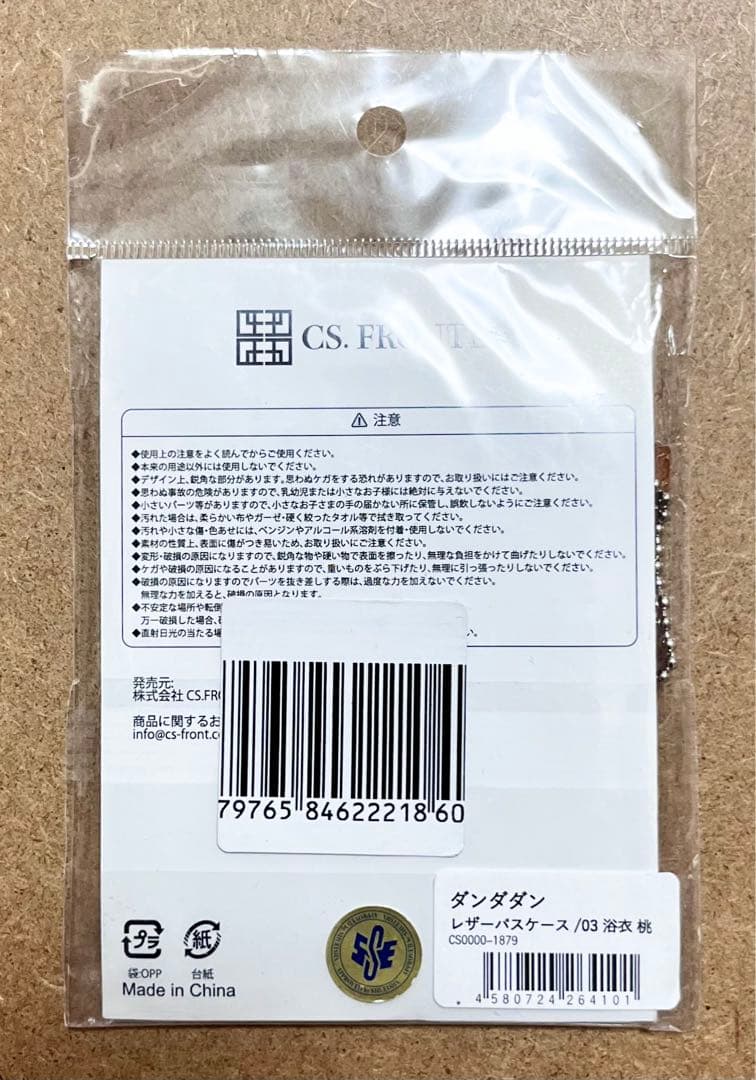 CS. FRONTIER
注意
◆使用上の注意をよく読んでからご使用ください。
◆本来の用途以外には使用しないでください。
◆デザイン上、鋭角な部分があります。思わぬケガをする恐れがありますので、お取り扱いにはご注意ください。
◆思わぬ事故の危険がありますので、乳幼児または小さなお子様には絶対に与えないでください。
◆小さいパーツ等がありますので、小さなお子さまの手の届かない所に保管し、誤飲しないようにご注意ください。
◆汚れた場合は、柔らかい布やガーゼ・硬く絞ったタオル等で拭き取ってください。
◆汚れや小さな傷・色あせには、ベンジンやアルコール系溶剤を付着・使用しないでください。
◆素材の性質上、表面に傷がつき易いため、お取り扱いにご注意ください。
◆変形・破損の原因になりますので、鋭角な物や硬い物で表面を擦ったり、無理な負担をかけて曲げたりしないでください。
◆ケガや破損の原因になることがありますので、重いものをぶら下げたり、無理に引っ張ったりしないでください。
◆破損の原因になりますのでパーツを抜き差しする際は、過度な力を加えないでください。
無理な力を加えると、破損の原因となります。
◆不安定な場所や転倒
万一破損した場合、
◆直射日光の当たる場 い。
発売元:
株式会社 CS.FRO
商品に関するお
info@cs-front.c
79765 84622218 60
プラ
紙
袋:OPP
台紙
Made in China
ダンダダン
レザーパスケース /03 浴衣 桃
CS0000-1879
4 580724 264101